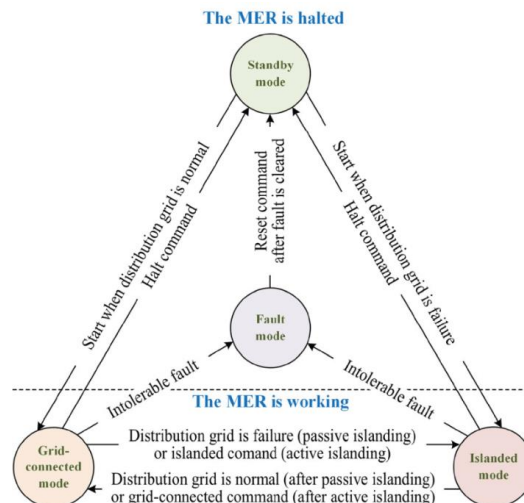 The MER is halted
Standby
mode
Start when distribution grid is normal
Halt command
Reset command
after fault is cleared
Start when distribution grid is failure
Halt command
Fault
mode
Intolerable fault
Intolerable fault
The MER is working
Grid-
connected
mode
Distribution grid is failure (passive islanding)
or islanded comand (active islanding)
Distribution grid is normal (after passive islanding)
or grid-connected command (after active islanding)
Islanded
mode